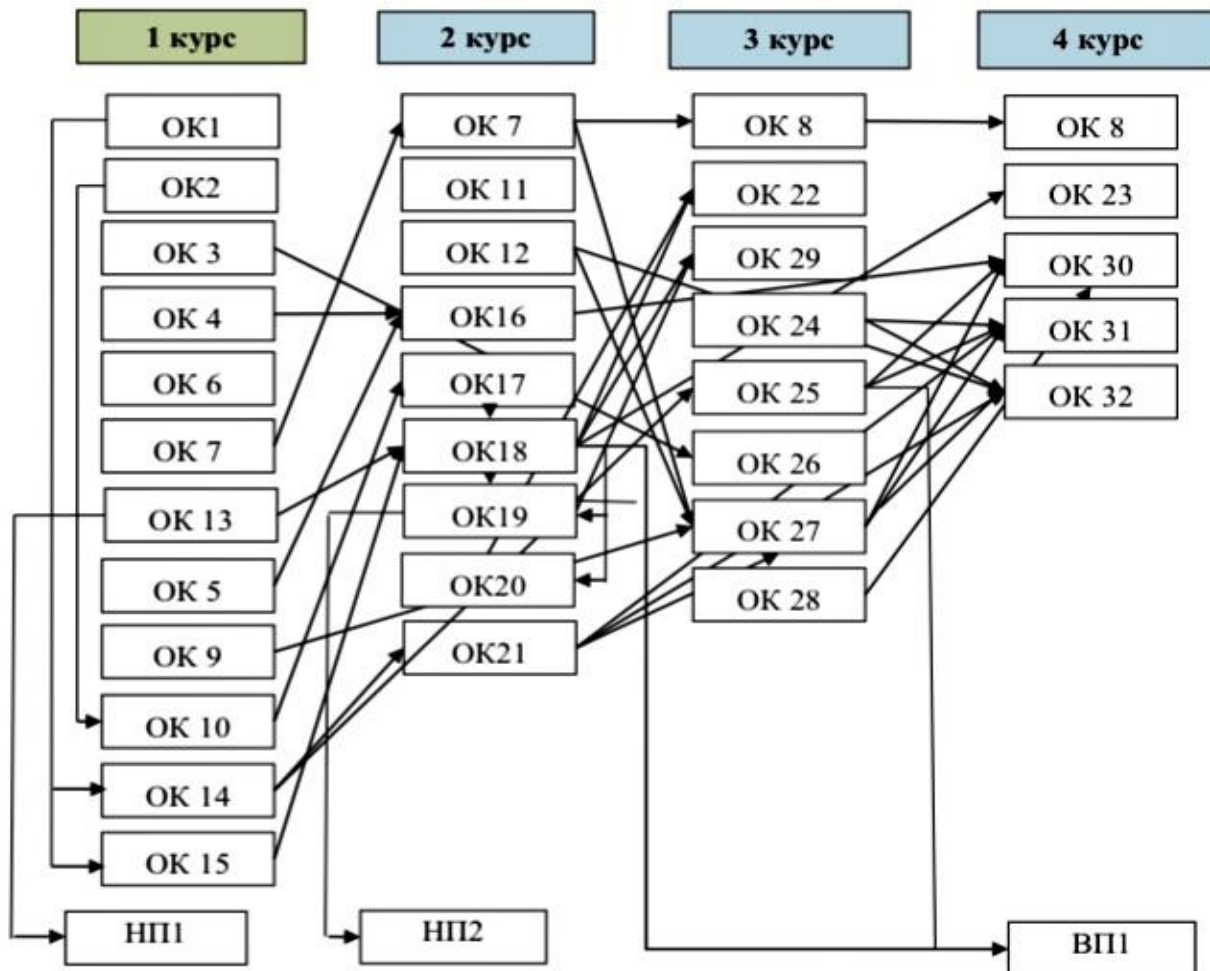 1 курс
2 курс
3 курс
4 курс
ОК1
ОК2
ОК 3
ОК 4
ОК 6
ОК 7
ОК 13
ОК 5
ОК 9
ОК 10
ОК 14
ОК 15
НП1
ОК 7
ОК 11
ОК 12
ОК16
ОК17
ОК18
ОК19
ОК20
ОК21
НП2
ОК 8
ОК 22
ОК 29
ОК 24
ОК 25
ОК 26
ОК 27
ОК 28
ОК 8
ОК 23
ОК 30
ОК 31
ОК 32
ВП1